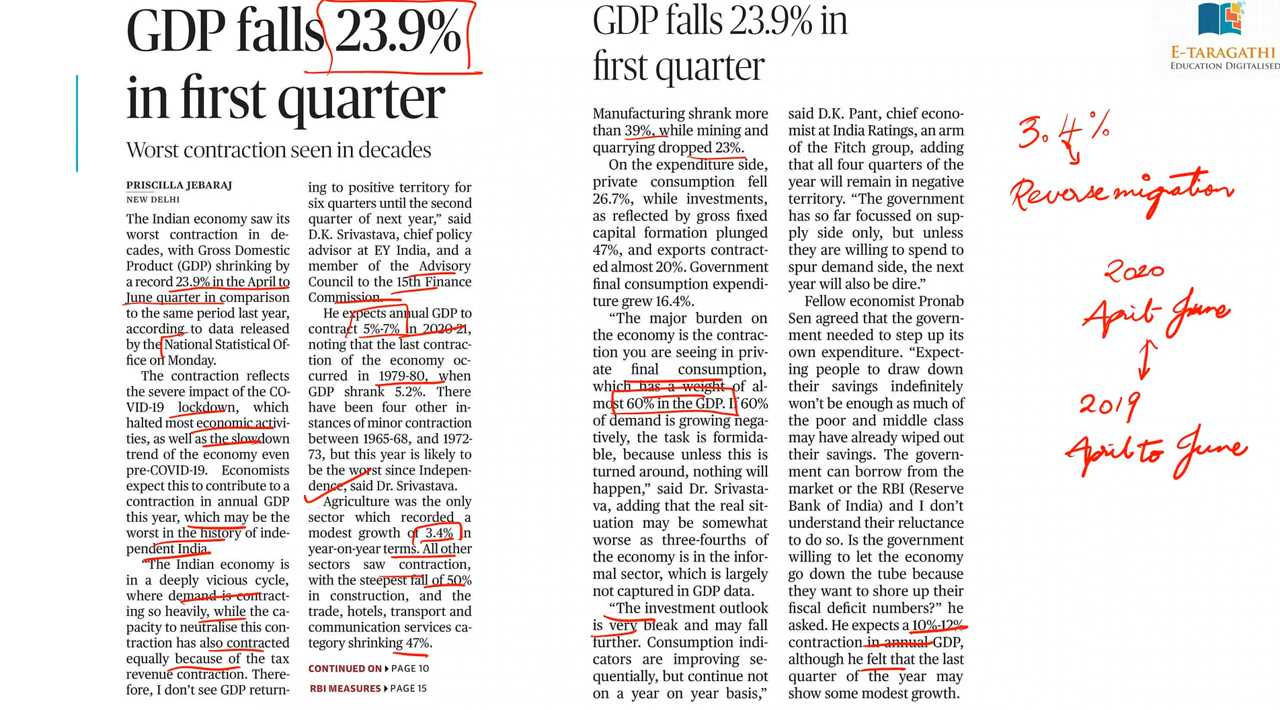 GDP falls 23.9%
in first quarter
Worst contraction seen in decades
PRISCILLA JEBARAJ
NEW DELHI
The Indian economy saw its
worst contraction in de-
cades, with Gross Domestic
Product (GDP) shrinking by
a record 23.9% in the April to
June quarter in comparison
to the same period last year,
according to data released
by the National Statistical Of-
fice on Monday.
The contraction reflects
the severe impact of the CO-
VID-19 lockdown, which
halted most economic activi-
ties, as well as the slowdown
trend of the economy even
pre-COVID-19. Economists
expect this to contribute to a
contraction in annual GDP
this year, which may be the
worst in the history of inde-
pendent India.
"The Indian economy is
in a deeply vicious cycle,
where demand is contract-
ing so heavily, while the ca-
pacity to neutralise this con-
traction has also contracted
equally because of the tax
revenue contraction. There-
fore, I don't see GDP return-
ing to positive territory for
six quarters until the second
quarter of next year," said
D.K. Srivastava, chief policy
advisor at EY India, and a
member of the Advisory
Council to the 15th Finance
Commission.
He expects annual GDP to
contract 5%-7% in 2020-21,
noting that the last contrac-
tion of the economy oc-
curred in 1979-80, when
GDP shrank 5.2%. "There
have been four other in-
stances of minor contraction
between 1965-68, and 1972-
73, but this year is likely to
be the worst since Indepen-
dence, said Dr. Srivastava.
Agriculture was the only
sector which recorded a
modest growth of 3.4% in
year-on-year terms. All other
sectors saw contraction,
with the steepest fall of 50%
in construction, and the
trade, hotels, transport and
communication services ca-
tegory shrinking 47%.
CONTINUED ON ▸ PAGE 10
RBI MEASURES ▸ PAGE 15
GDP falls 23.9% in
first quarter
Manufacturing shrank more
than 39%, while mining and
quarrying dropped 23%.
On the expenditure side,
private consumption fell
26.7%, while investments,
as reflected by gross fixed
capital formation plunged
47%, and exports contract-
ed almost 20%. Government
final consumption expendi-
ture grew 16.4%.
"The major burden on
the economy is the contrac-
tion you are seeing in priv-
ate final consumption,
which has a weight of al-
most 60% in the GDP. If 60%
of demand is growing nega-
tively, the task is formida-
ble, because unless this is
turned around, nothing will
happen," said Dr. Srivasta-
va, adding that the real sit-
uation may be somewhat
worse as three-fourths of
the economy is in the infor-
mal sector, which is largely
not captured in GDP data.
"The investment outlook
is very bleak and may fall
further. Consumption indi-
cators are improving se-
quentially, but continue not
on a year on year basis,"
said D.K. Pant, chief econo-
mist at India Ratings, an arm
of the Fitch group, adding
that all four quarters of the
year will remain in negative
territory. "The government
has so far focussed on sup-
ply side only, but unless
they are willing to spend to
spur demand side, the next
year will also be dire."
Fellow economist Pronab
Sen agreed that the govern-
ment needed to step up its
own expenditure. "Expect-
ing people to draw down
their savings indefinitely
won't be enough as much of
the poor and middle class
may have already wiped out
their savings. The govern-
ment can borrow from the
market or the RBI (Reserve
Bank of India) and I don't
understand their reluctance
to do so. Is the government
willing to let the economy
go down the tube because
they want to shore up their
fiscal deficit numbers?" he
asked. He expects a 10%-12%
contraction in annual GDP,
although he felt that the last
quarter of the year may
show some modest growth.
E-TARAGATHI
EDUCATION DIGITALISED
3.4%
Reverse migration
2020
April-June
2019
April to June